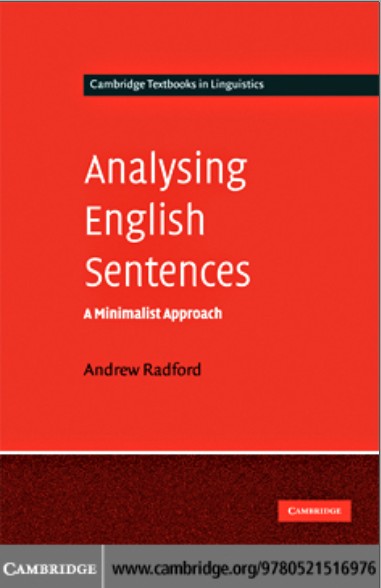 Cambridge Textbooks in Linguistics
Analysing
English
Sentences
A Minimalist Approach
Andrew Radford
CAMBRIDGE
CAMBRIDGE www.cambridge.org/9780521516976